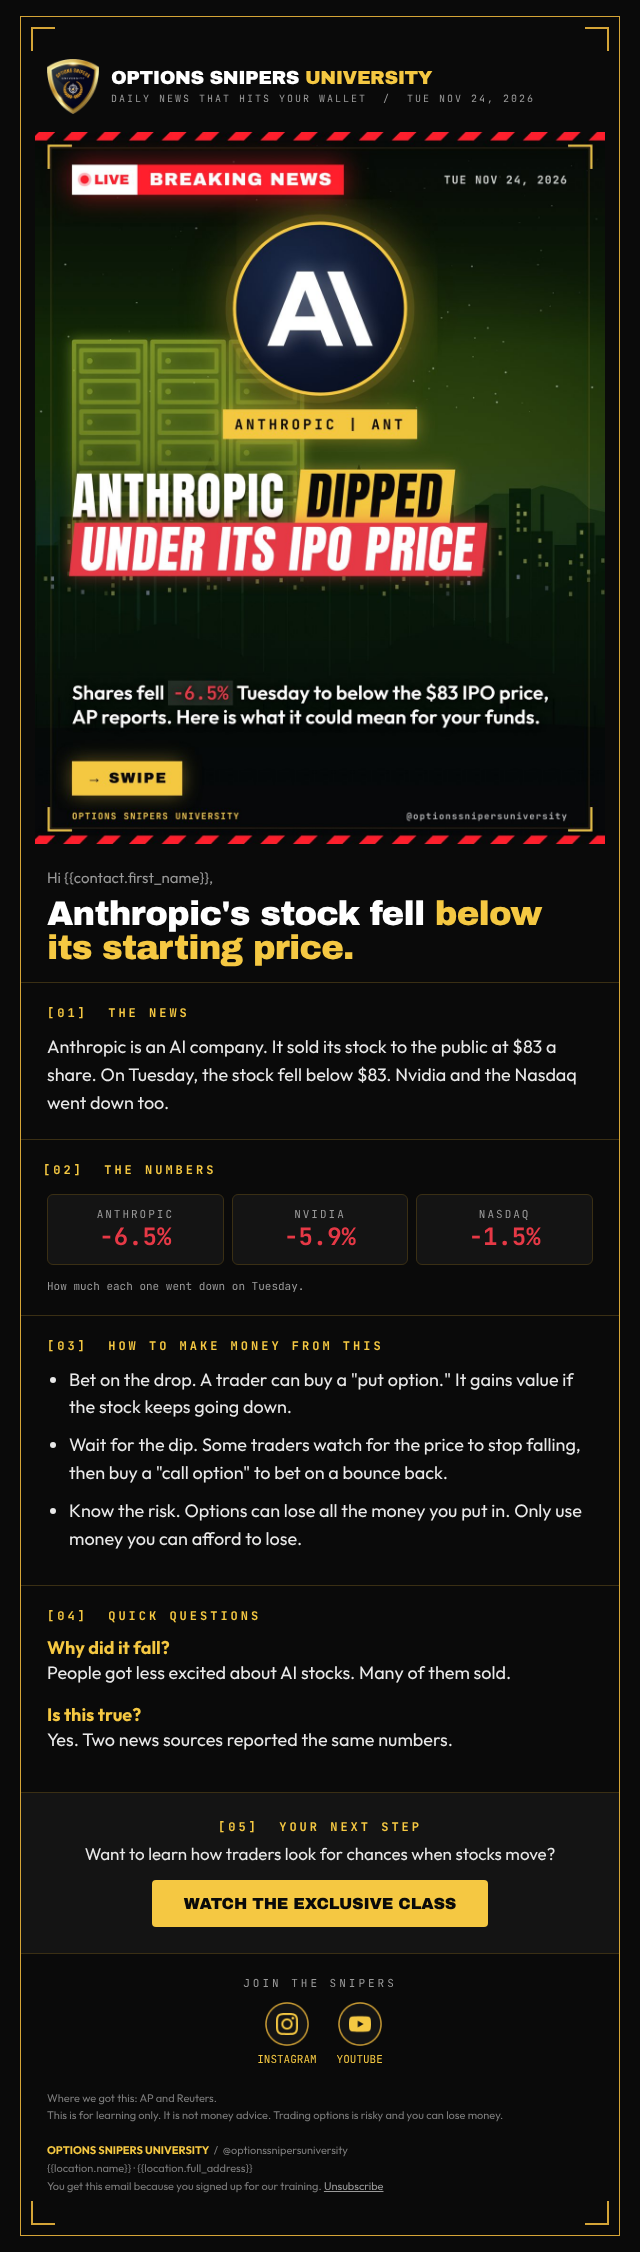 OPTIONS SNIPERS UNIVERSITY
DAILY NEWS THAT HITS YOUR WALLET / TUE NOV 24, 2026
LIVE BREAKING NEWS
TUE NOV 24, 2026
AI
ANTHROPIC | ANT
ANTHROPIC DIPPED
UNDER ITS IPO PRICE
Shares fell -6.5% Tuesday to below the $83 IPO price,
AP reports. Here is what it could mean for your funds.
→ SWIPE
OPTIONS SNIPERS UNIVERSITY
@optionssnipersuniversity
Hi {{contact.first_name}},
Anthropic's stock fell below
its starting price.
[01] THE NEWS
Anthropic is an AI company. It sold its stock to the public at $83 a
share. On Tuesday, the stock fell below $83. Nvidia and the Nasdaq
went down too.
[02] THE NUMBERS
ANTHROPIC
-6.5%
NVIDIA
-5.9%
NASDAQ
-1.5%
How much each one went down on Tuesday.
[03] HOW TO MAKE MONEY FROM THIS
• Bet on the drop. A trader can buy a "put option." It gains value if
the stock keeps going down.
• Wait for the dip. Some traders watch for the price to stop falling,
then buy a "call option" to bet on a bounce back.
• Know the risk. Options can lose all the money you put in. Only use
money you can afford to lose.
[04] QUICK QUESTIONS
Why did it fall?
People got less excited about AI stocks. Many of them sold.
Is this true?
Yes. Two news sources reported the same numbers.
[05] YOUR NEXT STEP
Want to learn how traders look for chances when stocks move?
WATCH THE EXCLUSIVE CLASS
JOIN THE SNIPERS
INSTAGRAM
YOUTUBE
Where we got this: AP and Reuters.
This is for learning only. It is not money advice. Trading options is risky and you can lose money.
OPTIONS SNIPERS UNIVERSITY / @optionssnipersuniversity
{{location.name}} · {{location.full_address}}
You get this email because you signed up for our training. Unsubscribe